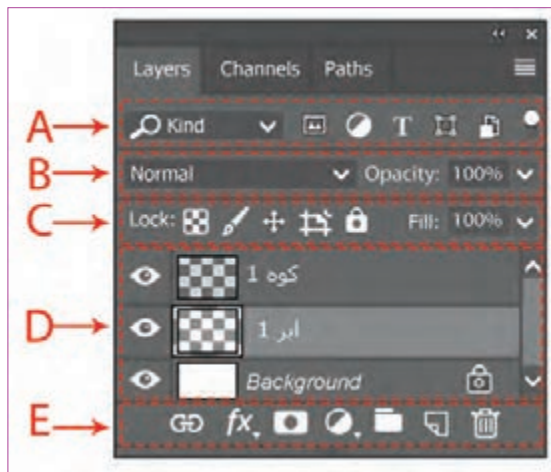 Layers Channels Paths
A Kind T
B Normal Opacity: 100%
C Lock: Fill: 100%
کوه 1
D ابر 1
Background
E fx